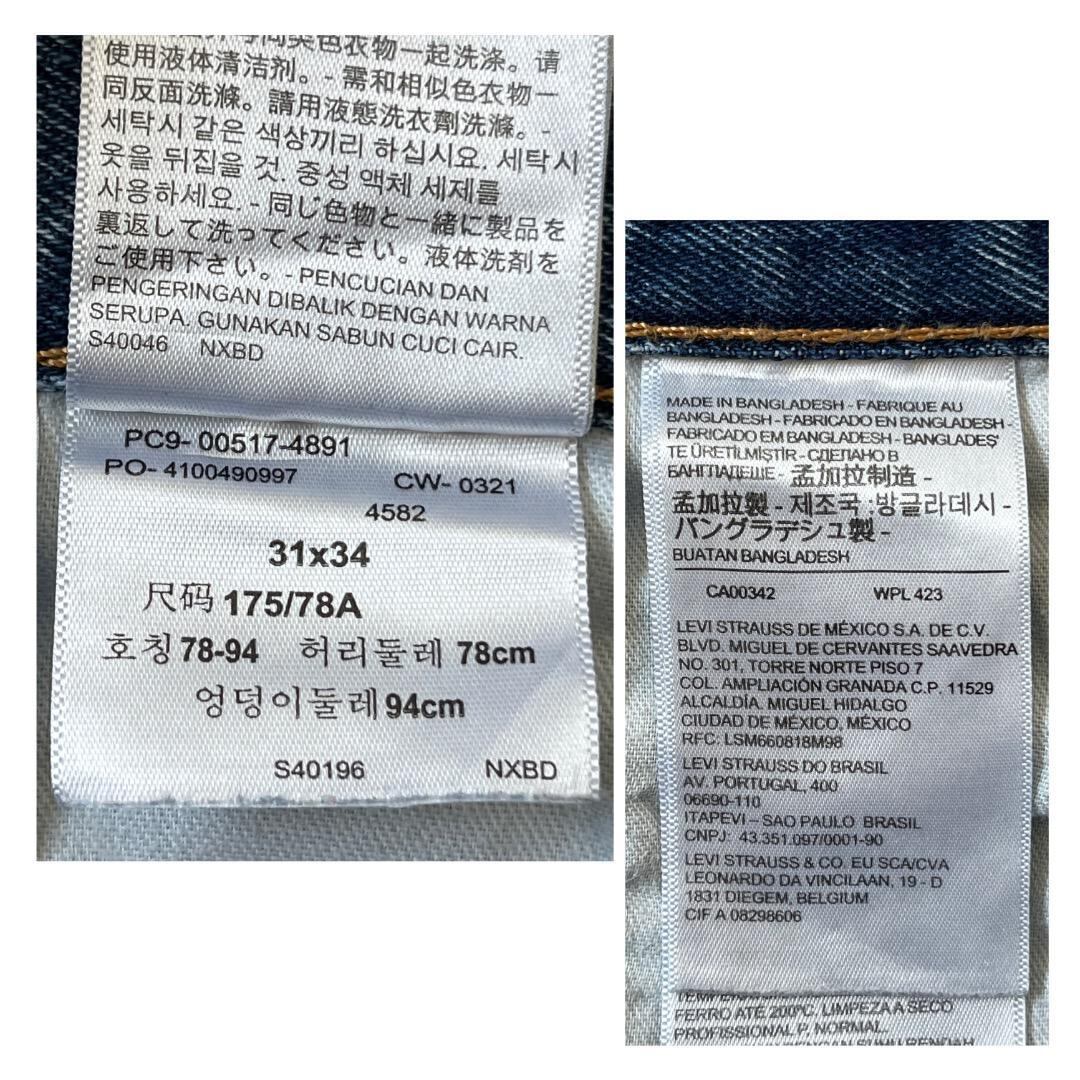 同类色衣物一起洗涤。请
使用液体清洁剂。- 需和相似色衣物一
同反面洗滌。請用液態洗衣劑洗滌。-
세탁시 같은 색상끼리 하십시요. 세탁시
옷을 뒤집을 것. 중성 액체 세제를
사용하세요. - 同じ色物と一緒に製品を
裏返して洗ってください。液体洗剤を
ご使用下さい。- PENCUCIAN DAN
PENGERINGAN DIBALIK DENGAN WARNA
SERUPA. GUNAKAN SABUN CUCI CAIR.
S40046 NXBD
PC9- 00517-4891
PO- 4100490997 CW- 0321
4582
31x34
尺码 175/78A
호칭 78-94 허리둘레 78cm
엉덩이둘레 94cm
S40196 NXBD
MADE IN BANGLADESH - FABRIQUE AU
BANGLADESH - FABRICADO EN BANGLADESH -
FABRICADO EM BANGLADESH - BANGLADEŞ'
TE ÜRETİLMİŞTİR - СДЕЛАНО В
БАНГЛАДЕШЕ - 孟加拉制造 -
孟加拉製 - 제조국 :방글라데시 -
バングラデシュ製 -
BUATAN BANGLADESH
CA00342 WPL 423
LEVI STRAUSS DE MÉXICO S.A. DE C.V.
BLVD. MIGUEL DE CERVANTES SAAVEDRA
NO. 301, TORRE NORTE PISO 7
COL. AMPLIACIÓN GRANADA C.P. 11529
ALCALDÍA. MIGUEL HIDALGO
CIUDAD DE MÉXICO, MÉXICO
RFC: LSM660818M98
LEVI STRAUSS DO BRASIL
AV. PORTUGAL, 400
06690-110
ITAPEVI – SAO PAULO BRASIL
CNPJ: 43.351.097/0001-90
LEVI STRAUSS & CO. EU SCA/CVA
LEONARDO DA VINCILAAN, 19 - D
1831 DIEGEM, BELGIUM
CIF A 08298606
FERRO ATÉ 200°C. LIMPEZA A SECO
PROFISSIONAL P. NORMAL.